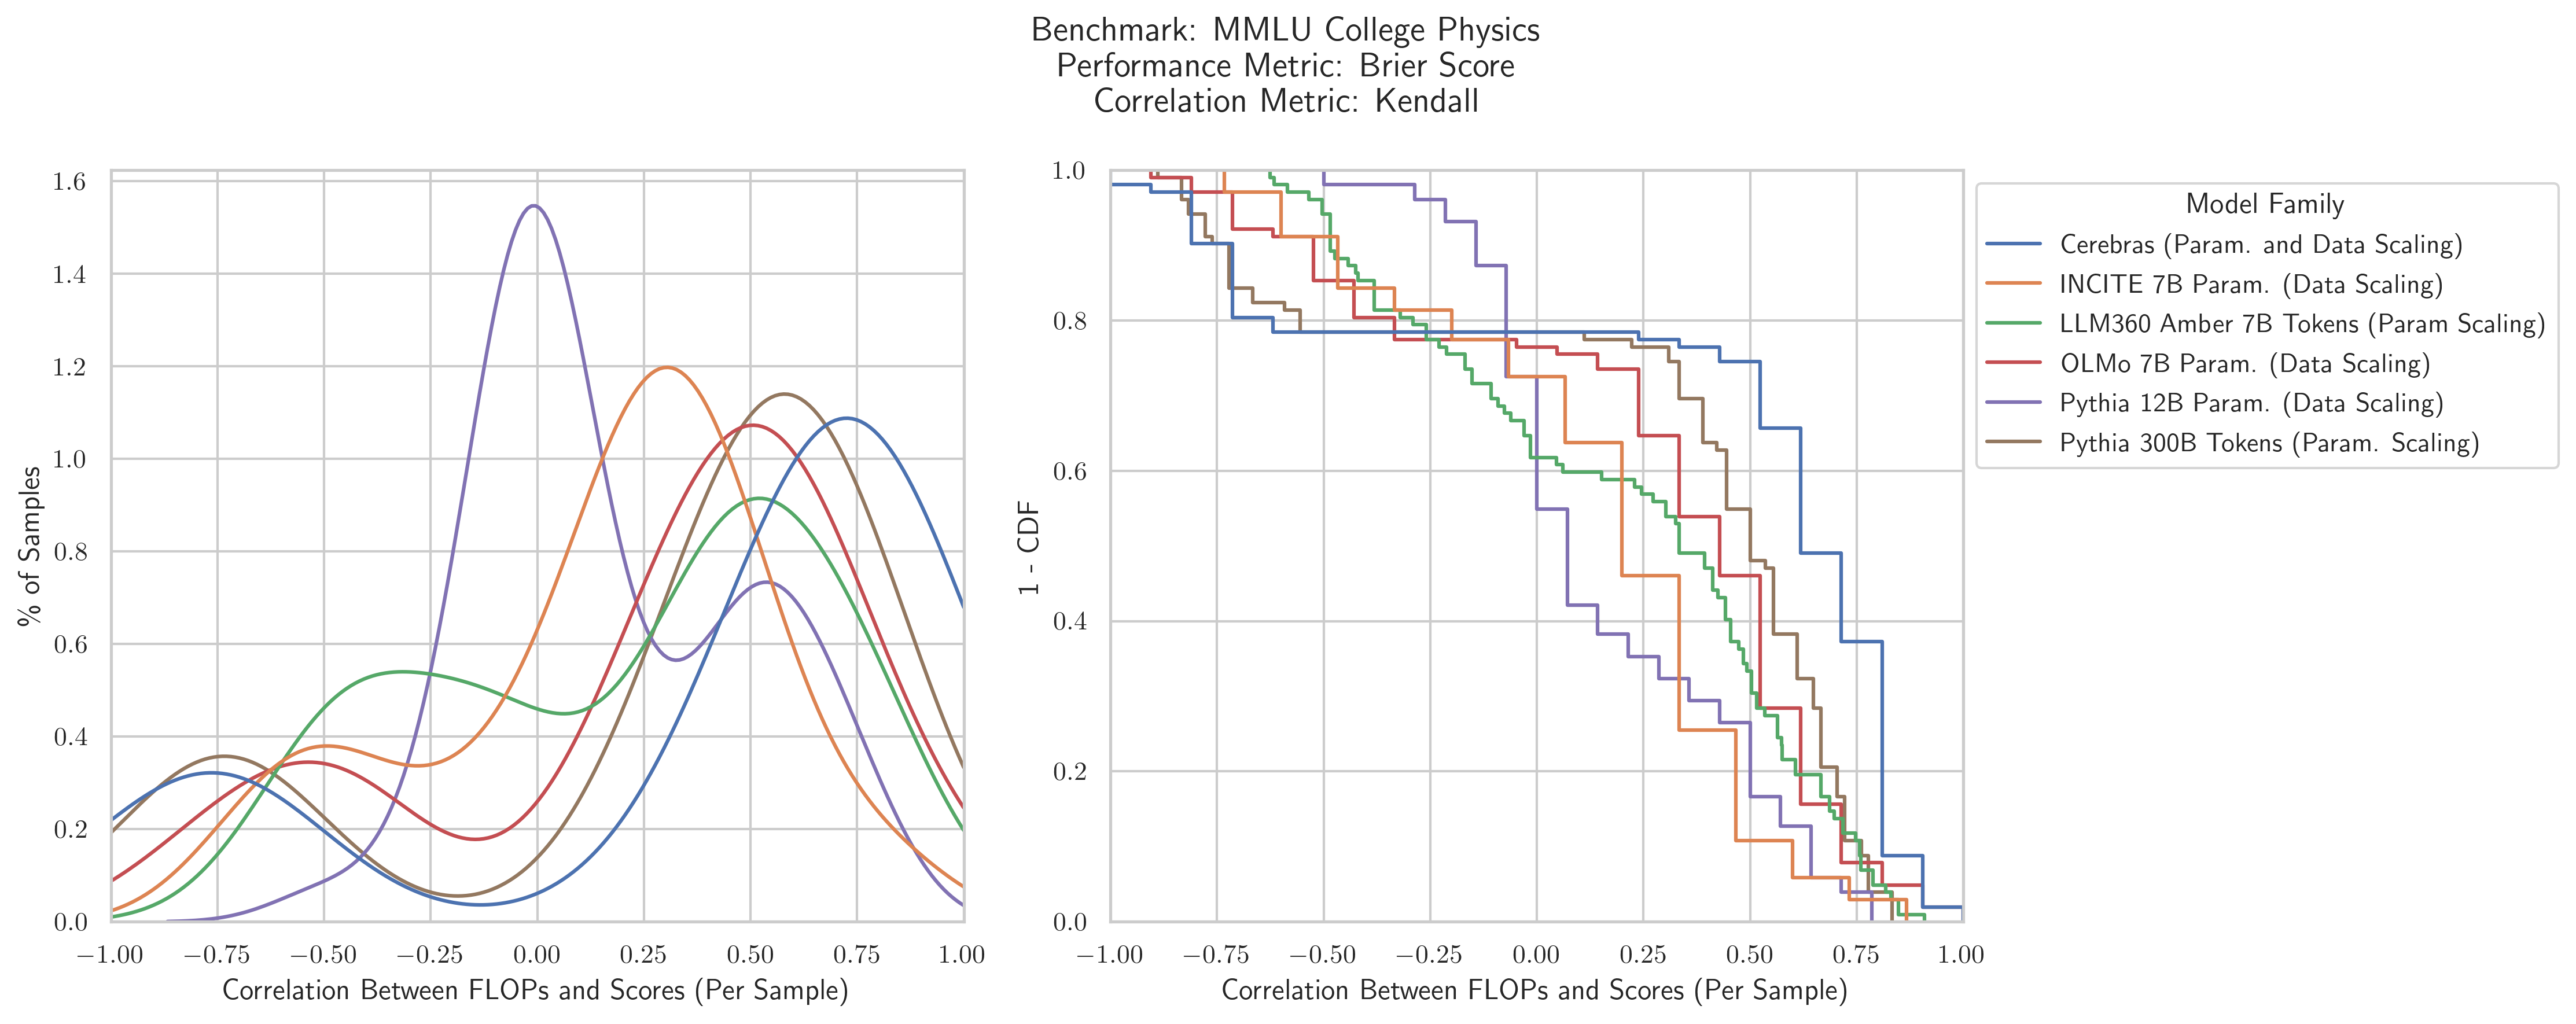 Benchmark: MMLU College Physics
Performance Metric: Brier Score
Correlation Metric: Kendall
% of Samples
1.6
1.4
1.2
1.0
0.8
0.6
0.4
0.2
0.0
−1.00 −0.75 −0.50 −0.25 0.00 0.25 0.50 0.75 1.00
Correlation Between FLOPs and Scores (Per Sample)
1 - CDF
1.0
0.8
0.6
0.4
0.2
0.0
−1.00 −0.75 −0.50 −0.25 0.00 0.25 0.50 0.75 1.00
Correlation Between FLOPs and Scores (Per Sample)
Model Family
Cerebras (Param. and Data Scaling)
INCITE 7B Param. (Data Scaling)
LLM360 Amber 7B Tokens (Param Scaling)
OLMo 7B Param. (Data Scaling)
Pythia 12B Param. (Data Scaling)
Pythia 300B Tokens (Param. Scaling)